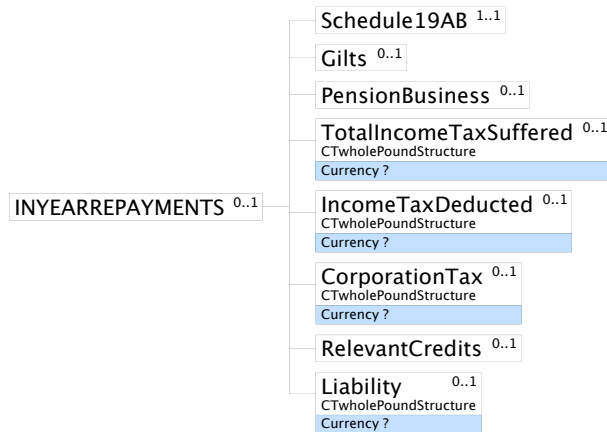 Schedule19AB 1..1
Gilts 0..1
PensionBusiness 0..1
TotalIncomeTaxSuffered 0..1
CTwholePoundStructure
Currency ?
INYEARREPAYMENTS 0..1
IncomeTaxDeducted 0..1
CTwholePoundStructure
Currency ?
CorporationTax 0..1
CTwholePoundStructure
Currency ?
RelevantCredits 0..1
Liability 0..1
CTwholePoundStructure
Currency ?